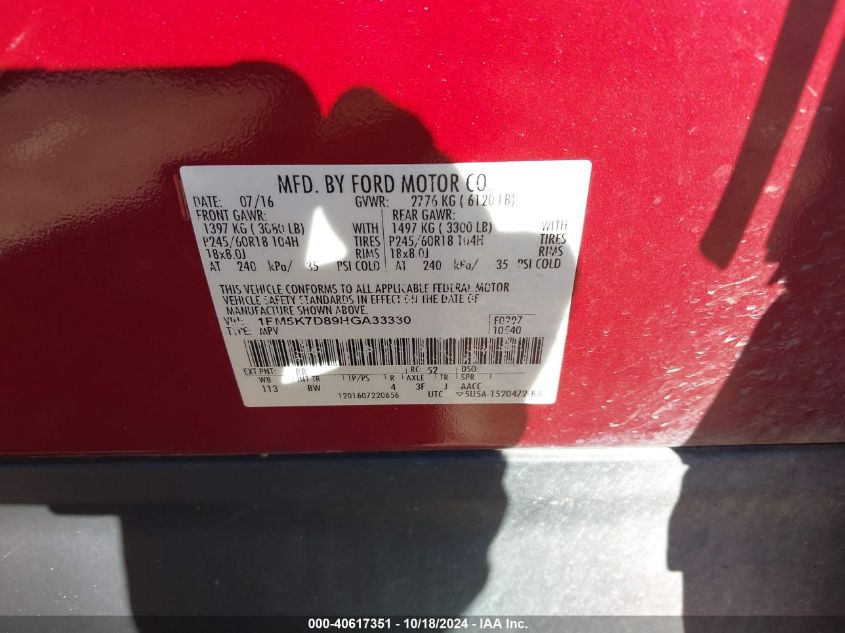 MFD. BY FORD MOTOR CO.
DATE: 07/16 GVWR: 2776 KG ( 6120 LB)
FRONT GAWR: REAR GAWR:
1397 KG ( 3080 LB) WITH 1497 KG ( 3300 LB) WITH
P245/60R18 104H TIRES P245/60R18 104H TIRES
18x8.0J RIMS 18x8.0J RIMS
AT 240 kPa/ 35 PSI COLD AT 240 kPa/ 35 PSI COLD
THIS VEHICLE CONFORMS TO ALL APPLICABLE FEDERAL MOTOR
VEHICLE SAFETY STANDARDS IN EFFECT ON THE DATE OF
MANUFACTURE SHOWN ABOVE.
VIN: 1FM5K7D89HGA33330 F0297
TYPE: MPV 10540
EXT PNT: RR RC: 52 DSO:
WB INT TR TP/PS R AXLE TR SPR
113 BW 4 3F J AACC
1201607220656 UTC ▽5U5A-1520472-BA
000-40617351 - 10/18/2024 - IAA Inc.